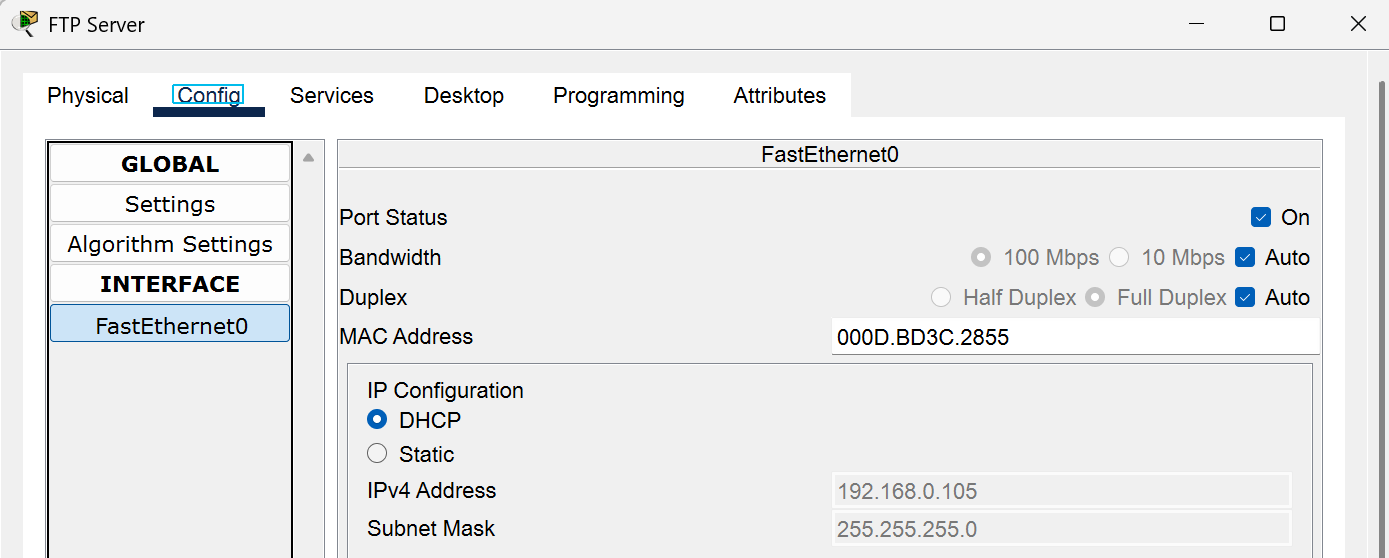 FTP Server
Physical Config Services Desktop Programming Attributes
GLOBAL
Settings
Algorithm Settings
INTERFACE
FastEthernet0
FastEthernet0
Port Status On
Bandwidth 100 Mbps 10 Mbps Auto
Duplex Half Duplex Full Duplex Auto
MAC Address 000D.BD3C.2855
IP Configuration
DHCP
Static
IPv4 Address 192.168.0.105
Subnet Mask 255.255.255.0